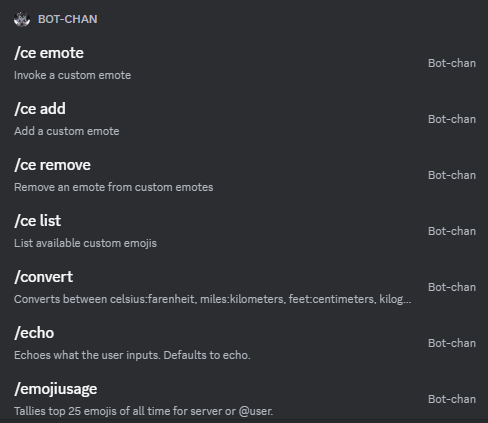 BOT-CHAN
/ce emote
Invoke a custom emote
Bot-chan
/ce add
Add a custom emote
Bot-chan
/ce remove
Remove an emote from custom emotes
Bot-chan
/ce list
List available custom emojis
Bot-chan
/convert
Converts between celsius:farenheit, miles:kilometers, feet:centimeters, kilog...
Bot-chan
/echo
Echoes what the user inputs. Defaults to echo.
Bot-chan
/emojiusage
Tallies top 25 emojis of all time for server or @user.
Bot-chan